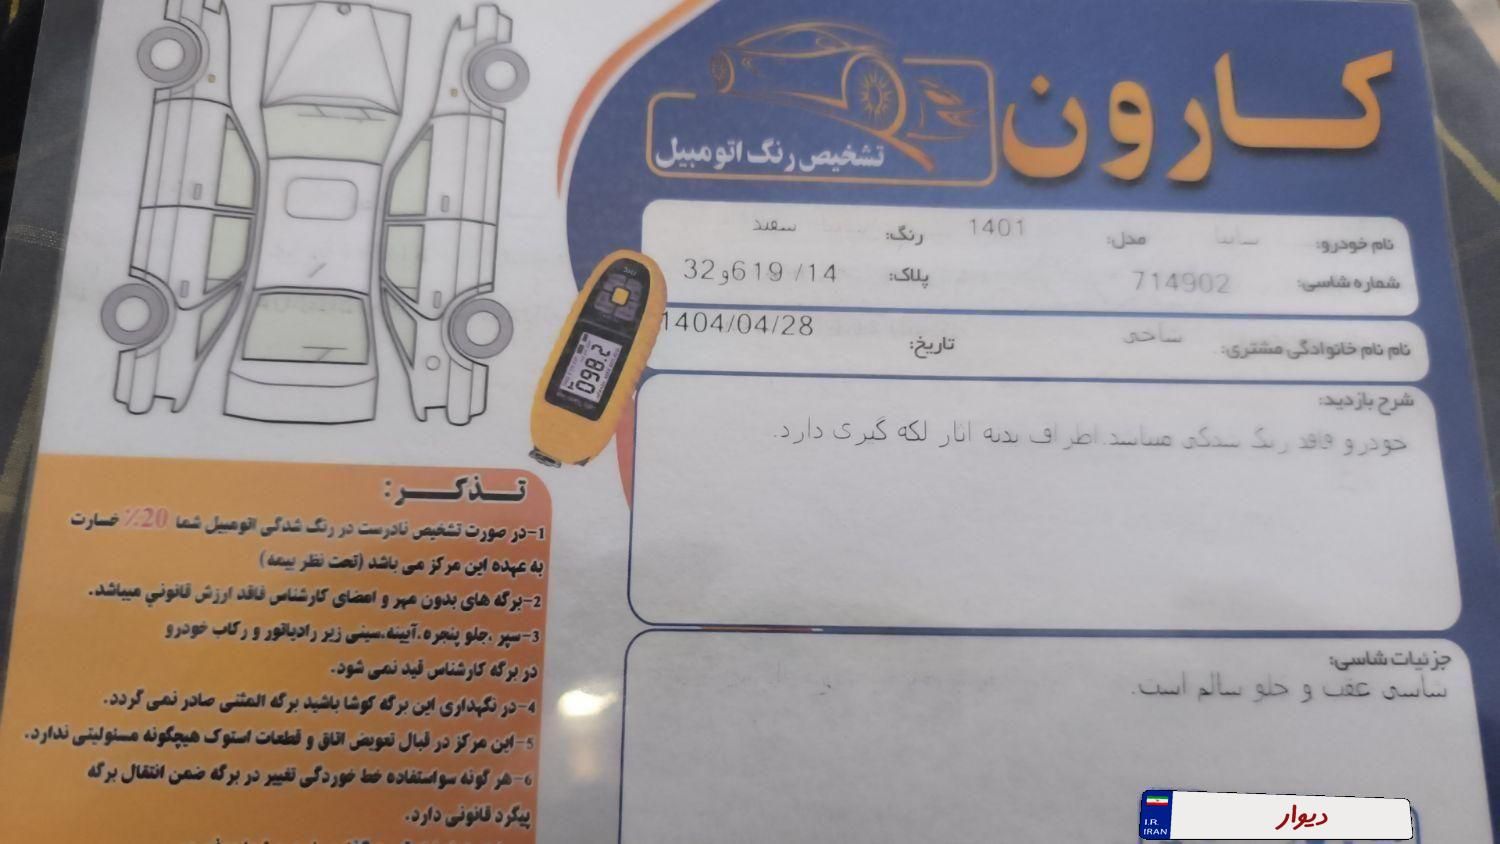 کارون
تشخیص رنگ اتومبیل
نام خودرو: سایپا مدل: 1401 رنگ: سفید
شماره شاسی: 714902 پلاک: 32و619 /14
نام نام خانوادگی مشتری: تاریخ: 1404/04/28
شرح بازدید:
خودرو فاقد رنگ شدگی میباشد.اطراف بدنه اثار لکه گیری دارد.
جزئیات شاسی:
شاسی عقب و جلو سالم است.
098.2
تذکر:
1-در صورت تشخیص نادرست در رنگ شدگی اتومبیل شما 20٪ خسارت
به عهده این مرکز می باشد (تحت نظر بیمه)
2-برگه های بدون مهر و امضای کارشناس فاقد ارزش قانونی میباشد.
3-سپر ،جلو پنجره،آیینه،سینی زیر رادیاتور و رکاب خودرو
در برگه کارشناس قید نمی شود.
4-در نگهداری این برگه کوشا باشید برگه المثنی صادر نمی گردد.
5-این مرکز در قبال تعویض اتاق و قطعات استوک هیچگونه مسئولیتی ندارد.
6-هر گونه سواستفاده خط خوردگی تغییر در برگه ضمن انتقال برگه
پیگرد قانونی دارد.
I.R.
IRAN
دیوار